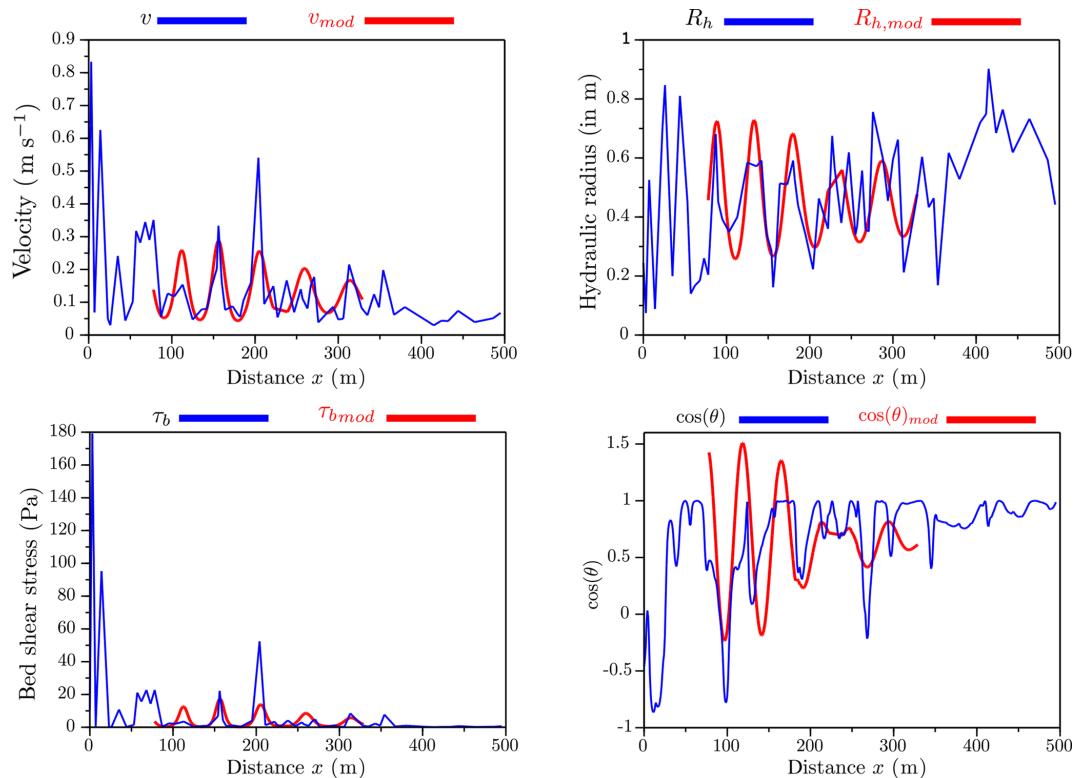 v v_mod
R_h R_h,mod
0.9
0.8
0.7
0.6
0.5
0.4
0.3
0.2
0.1
0
Velocity ( m s⁻¹)
0 100 200 300 400 500
Distance x (m)
1
0.8
0.6
0.4
0.2
0
Hydraulic radius (in m)
0 100 200 300 400 500
Distance x (m)
τ_b τ_bmod
cos(θ) cos(θ)_mod
180
160
140
120
100
80
60
40
20
0
Bed shear stress (Pa)
0 100 200 300 400 500
Distance x (m)
1.5
1
0.5
0
-0.5
-1
cos(θ)
0 100 200 300 400 500
Distance x (m)